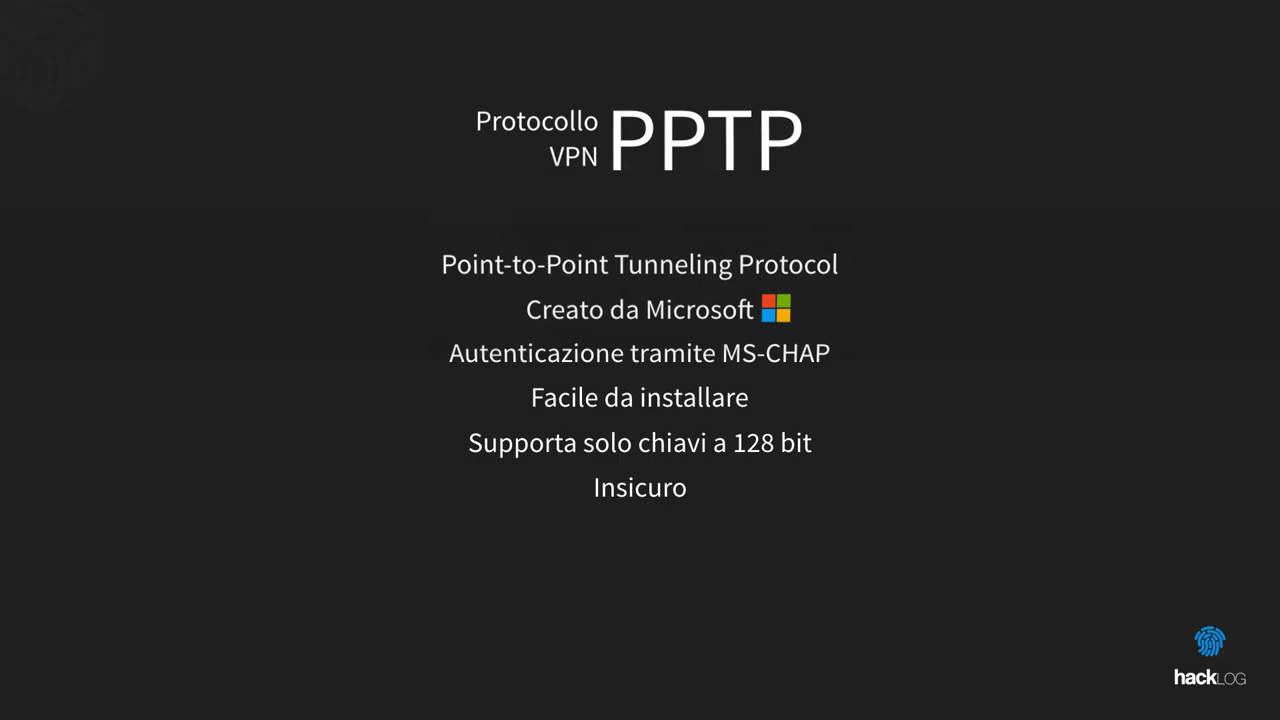 Protocollo
VPN
PPTP
Point-to-Point Tunneling Protocol
Creato da Microsoft
Autenticazione tramite MS-CHAP
Facile da installare
Supporta solo chiavi a 128 bit
Insicuro
hackLOG